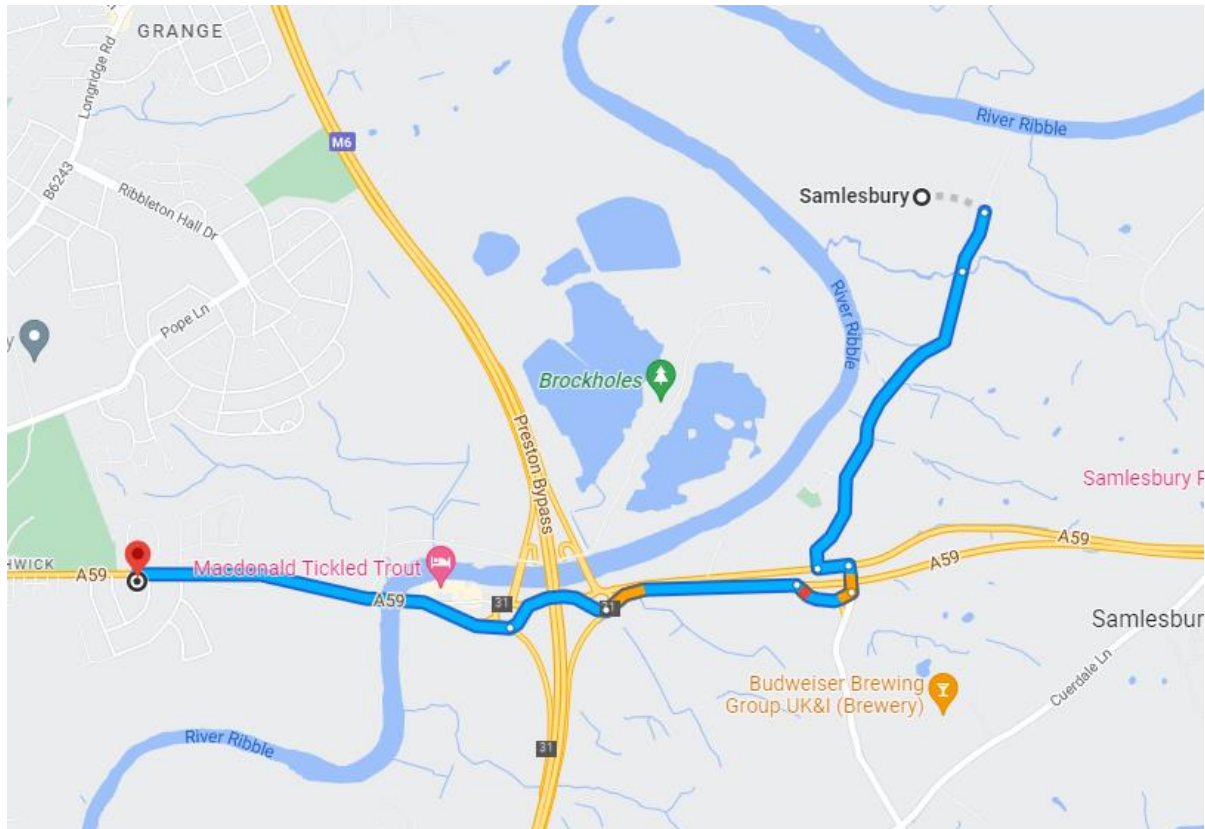 GRANGE
Longridge Rd
M6
B6243
Ribbleton Hall Dr
River Ribble
Samlesbury
Pope Ln
y
River Ribble
Brockholes
Preston Bypass
Samlesbury F
A59
HWICK
A59
Macdonald Tickled Trout
A59
A59
31
31
Samlesbur
Budweiser Brewing
Group UK&I (Brewery)
Cuerdale Ln
River Ribble
31